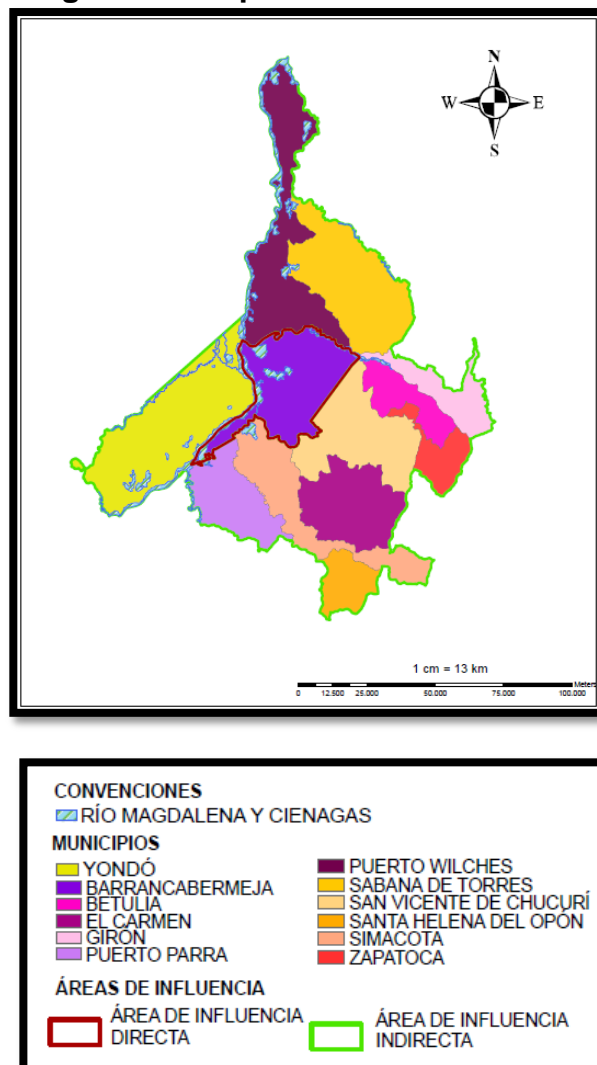 N
W E
S
1 cm = 13 km
Meters
0 12.500 25.000 50.000 75.000 100.000
CONVENCIONES
RÍO MAGDALENA Y CIENAGAS
MUNICIPIOS
YONDÓ
BARRANCABERMEJA
BETULIA
EL CARMEN
GIRÓN
PUERTO PARRA
PUERTO WILCHES
SABANA DE TORRES
SAN VICENTE DE CHUCURÍ
SANTA HELENA DEL OPÓN
SIMACOTA
ZAPATOCA
ÁREAS DE INFLUENCIA
ÁREA DE INFLUENCIA
DIRECTA
ÁREA DE INFLUENCIA
INDIRECTA